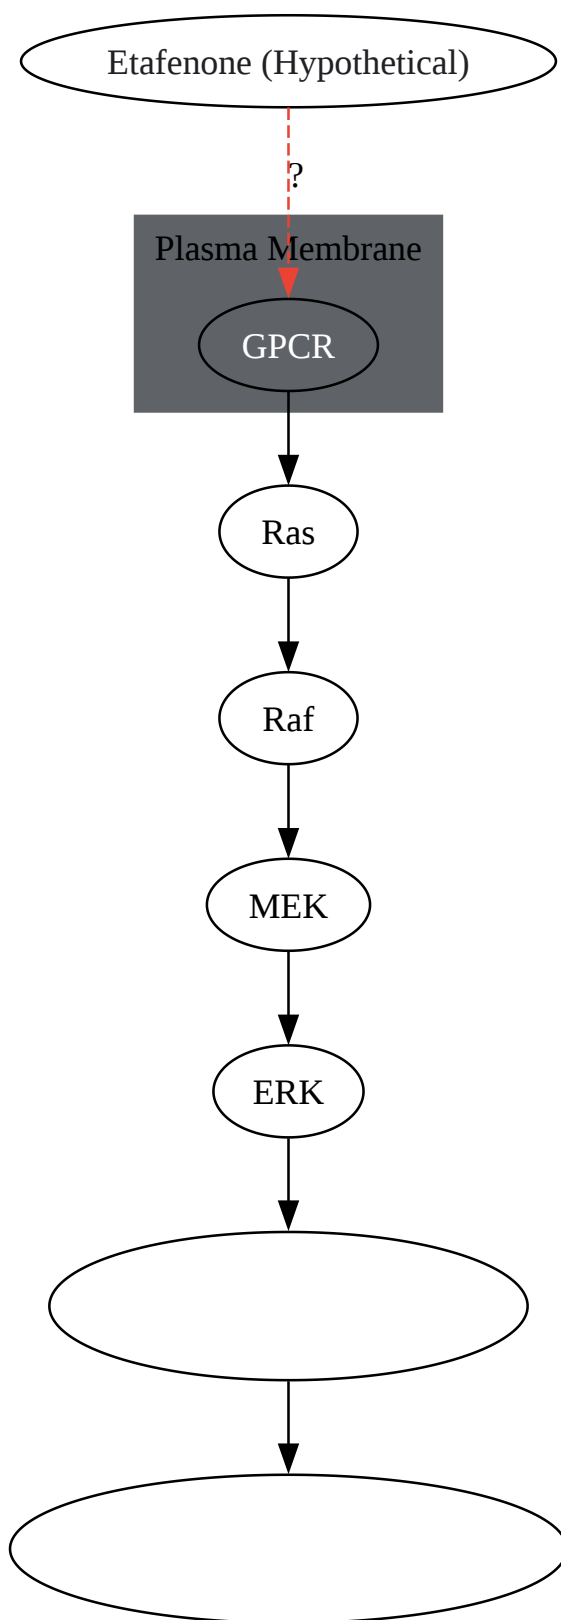 Etafenone (Hypothetical)
?
Plasma Membrane
GPCR
Ras
Raf
MEK
ERK